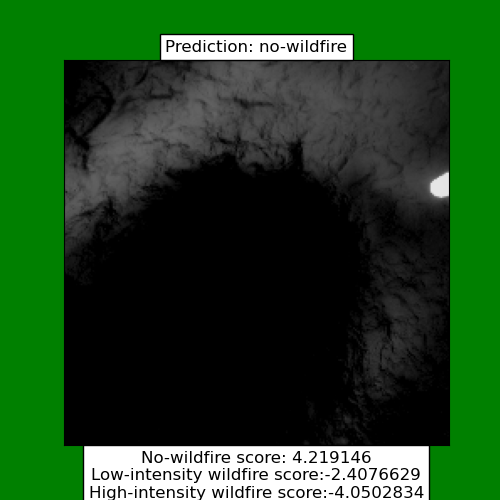 Prediction: no-wildfire
No-wildfire score: 4.219146
Low-intensity wildfire score:-2.4076629
High-intensity wildfire score:-4.0502834